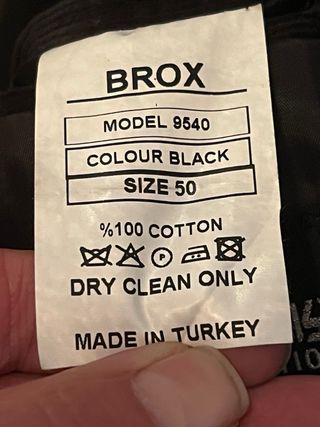 BROX
MODEL 9540
COLOUR BLACK
SIZE 50
%100 COTTON
P
DRY CLEAN ONLY
MADE IN TURKEY